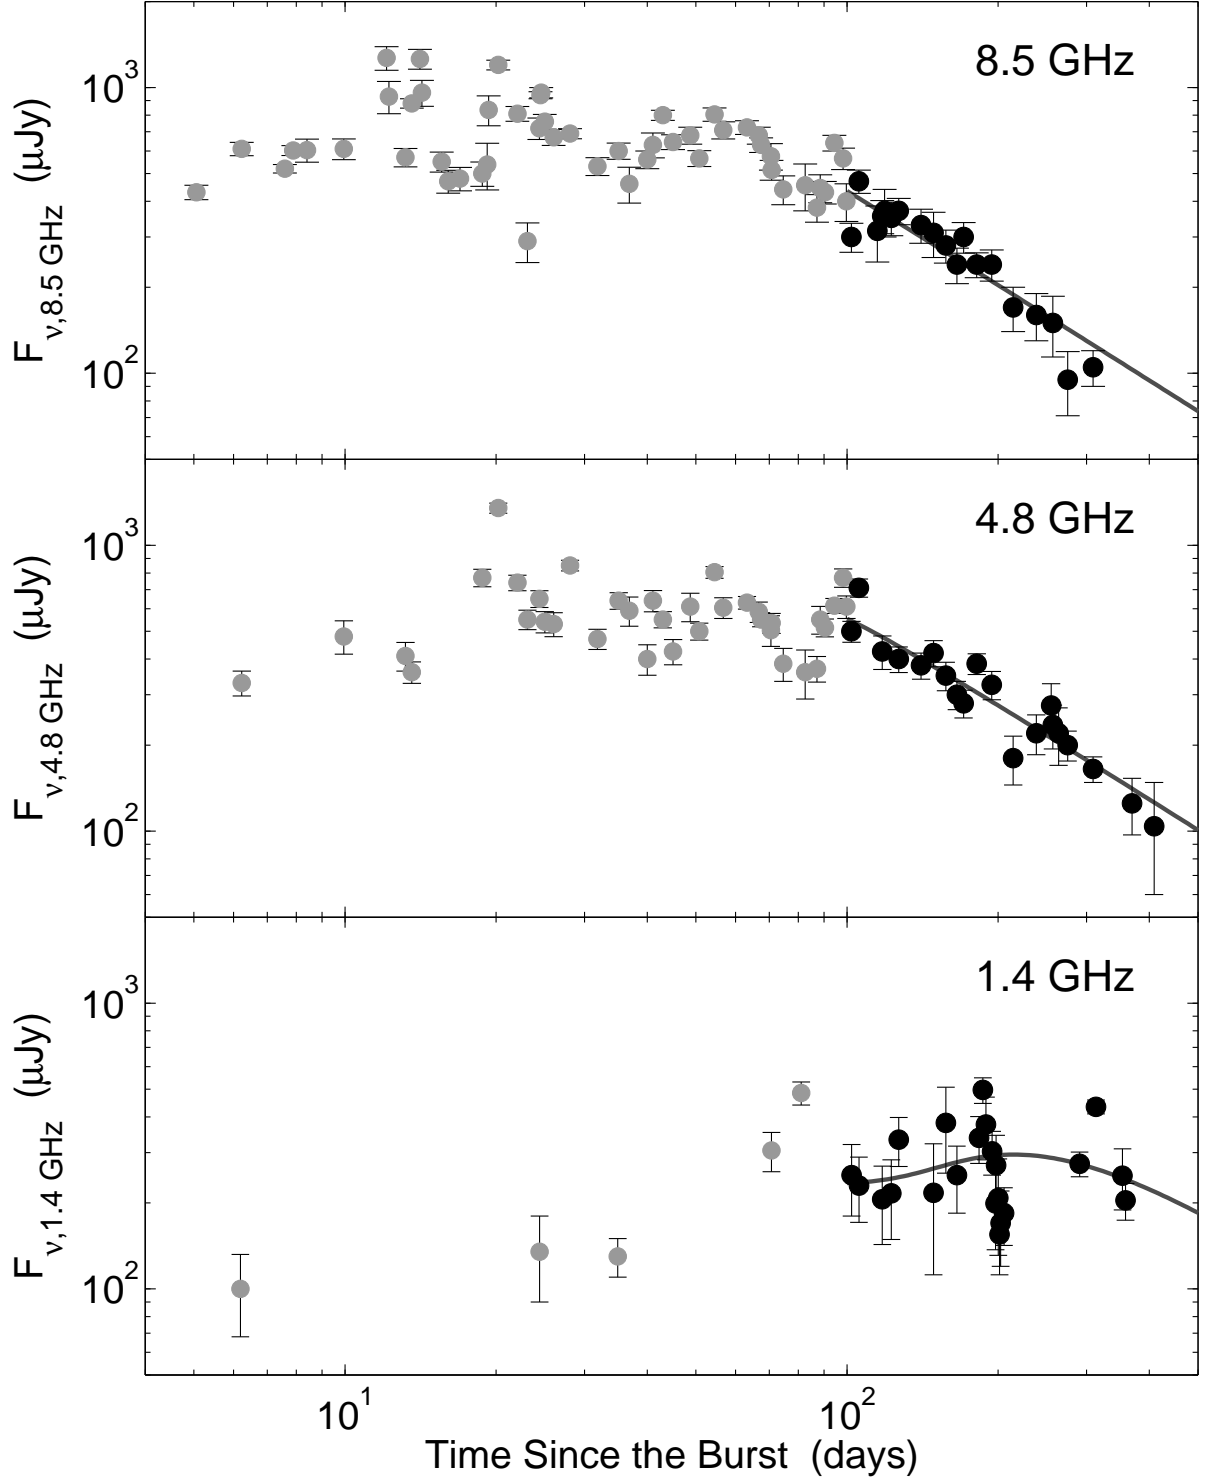 8.5 GHz
10³
10²
F ν,8.5 GHz (μJy)
4.8 GHz
10³
10²
F ν,4.8 GHz (μJy)
1.4 GHz
10³
10²
F ν,1.4 GHz (μJy)
10¹ 10²
Time Since the Burst (days)